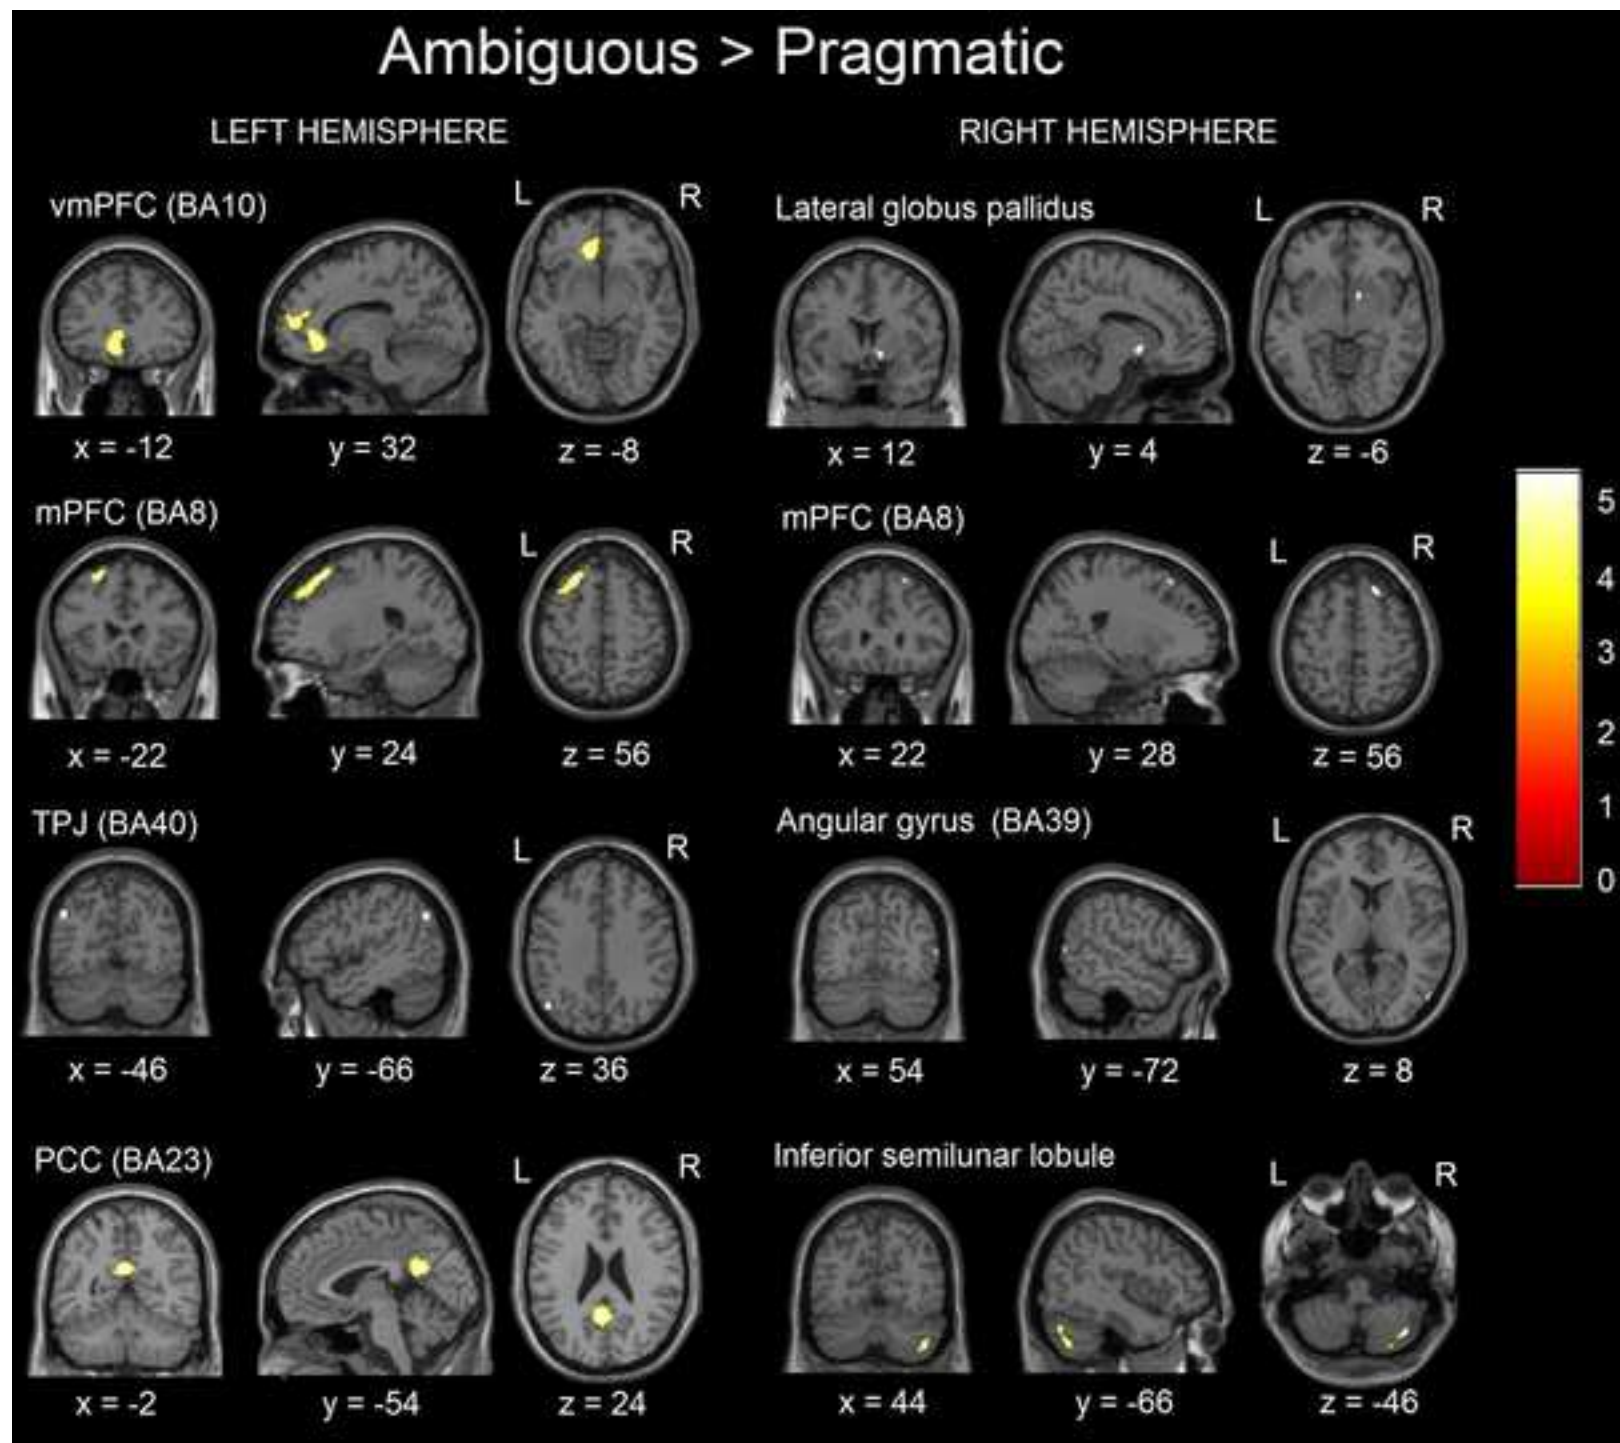 Ambiguous > Pragmatic
LEFT HEMISPHERE
RIGHT HEMISPHERE
vmPFC (BA10)
L
R
x = -12
y = 32
z = -8
Lateral globus pallidus
L
R
x = 12
y = 4
z = -6
mPFC (BA8)
L
R
x = -22
y = 24
z = 56
mPFC (BA8)
L
R
x = 22
y = 28
z = 56
TPJ (BA40)
L
R
x = -46
y = -66
z = 36
Angular gyrus (BA39)
L
R
x = 54
y = -72
z = 8
PCC (BA23)
L
R
x = -2
y = -54
z = 24
Inferior semilunar lobule
L
R
x = 44
y = -66
z = -46
5
4
3
2
1
0